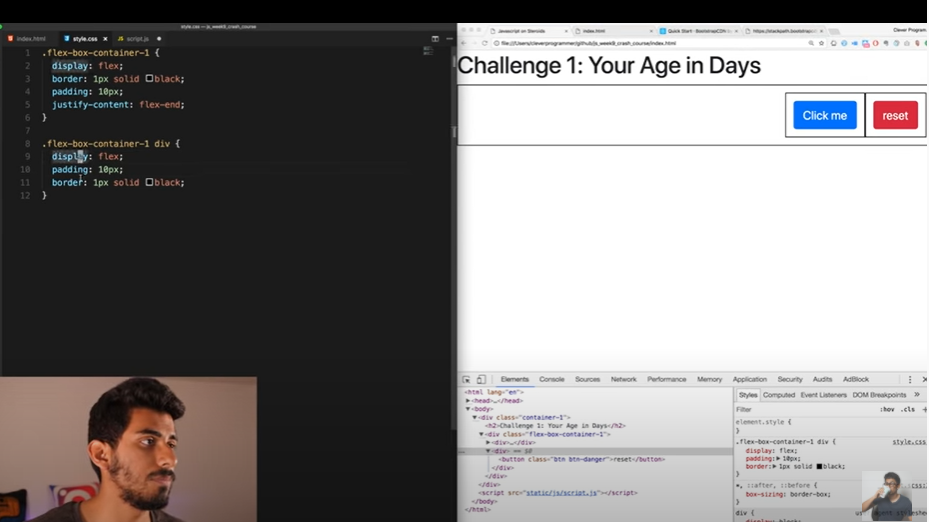 style.css — js_week9_crash_course
index.html
style.css ×
script.js
1 .flex-box-container-1 {
2 display: flex;
3 border: 1px solid black;
4 padding: 10px;
5 justify-content: flex-end;
6 }
7
8 .flex-box-container-1 div {
9 display: flex;
10 padding: 10px;
11 border: 1px solid black;
12 }
Javascript on Steroids
index.html
Quick Start · Bootstrap
https://stackpath.bootstrap
Clever Program
file:///Users/cleverprogrammer/github/js_week9_crash_course/index.html
Challenge 1: Your Age in Days
Click me
reset
Elements Console Sources Network Performance Memory Application Security Audits AdBlock
<html lang="en">
<head>…</head>
<body>
<div class="container-1">
<h2>Challenge 1: Your Age in Days</h2>
<div class="flex-box-container-1">
<div>…</div>
<div> == $0
<button class="btn btn-danger">reset</button>
</div>
</div>
</div>
<script src="static/js/script.js"></script>
</body>
</html>
Styles Computed Event Listeners DOM Breakpoints »
Filter :hov .cls +
element.style {
}
.flex-box-container-1 div { style.css
display: flex;
padding: 10px;
border: 1px solid black;
}
*, ::after, ::before {
box-sizing: border-box;
}
div {